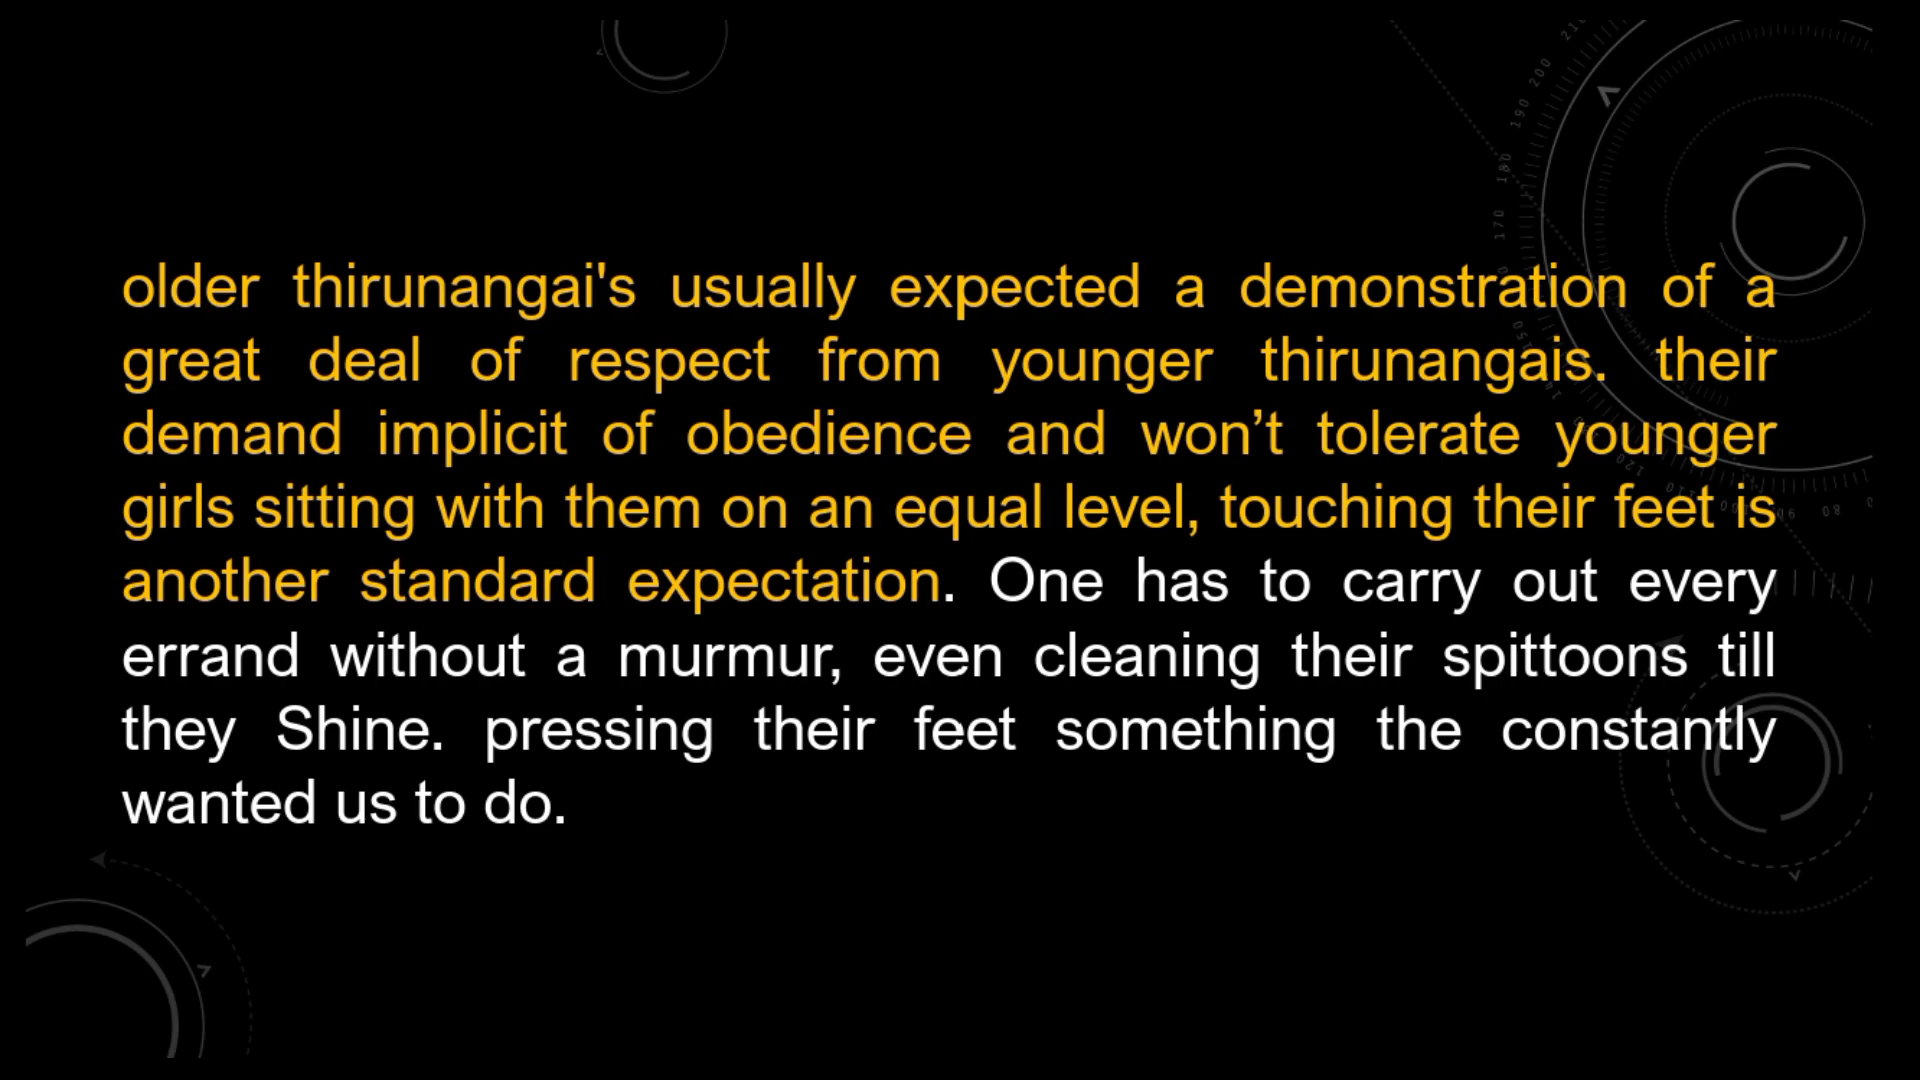 older thirunangai's usually expected a demonstration of a
great deal of respect from younger thirunangais. their
demand implicit of obedience and won’t tolerate younger
girls sitting with them on an equal level, touching their feet is
another standard expectation. One has to carry out every
errand without a murmur, even cleaning their spittoons till
they Shine. pressing their feet something the constantly
wanted us to do.